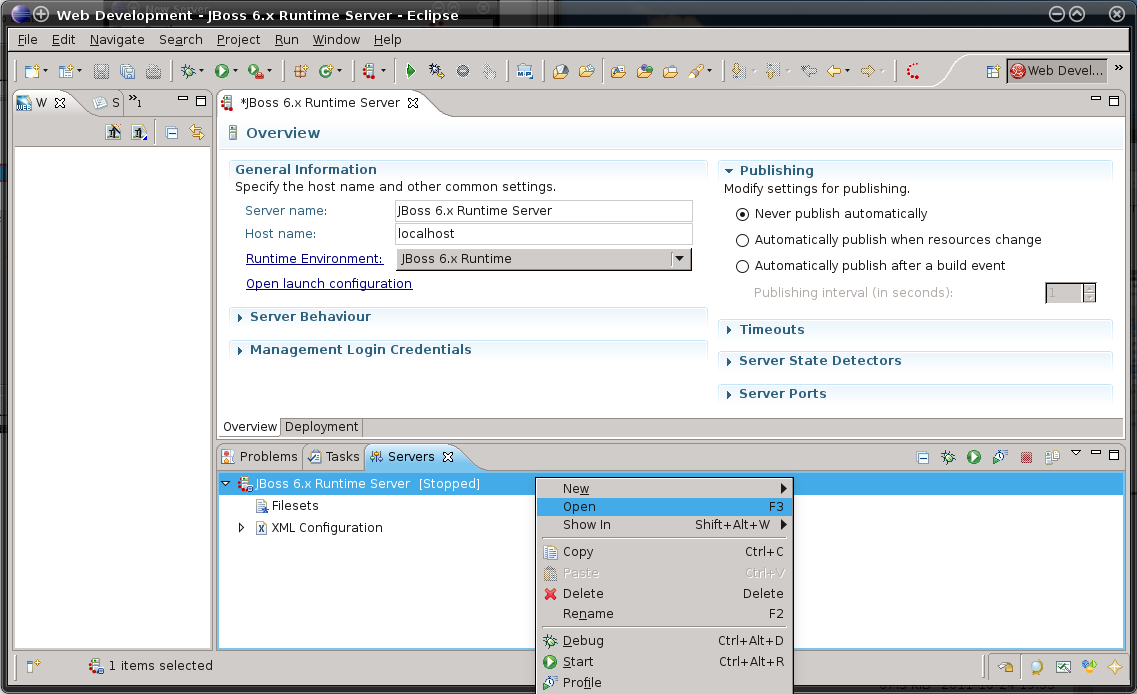 Web Development - JBoss 6.x Runtime Server - Eclipse
File Edit Navigate Search Project Run Window Help
Web Devel... »
W S »1
*JBoss 6.x Runtime Server
Overview
General Information
Specify the host name and other common settings.
Server name: JBoss 6.x Runtime Server
Host name: localhost
Runtime Environment: JBoss 6.x Runtime
Open launch configuration
Server Behaviour
Management Login Credentials
Publishing
Modify settings for publishing.
Never publish automatically
Automatically publish when resources change
Automatically publish after a build event
Publishing interval (in seconds): 1
Timeouts
Server State Detectors
Server Ports
Overview Deployment
Problems Tasks Servers
JBoss 6.x Runtime Server [Stopped]
Filesets
XML Configuration
New
Open F3
Show In Shift+Alt+W
Copy Ctrl+C
Paste Ctrl+V
Delete Delete
Rename F2
Debug Ctrl+Alt+D
Start Ctrl+Alt+R
Profile
1 items selected